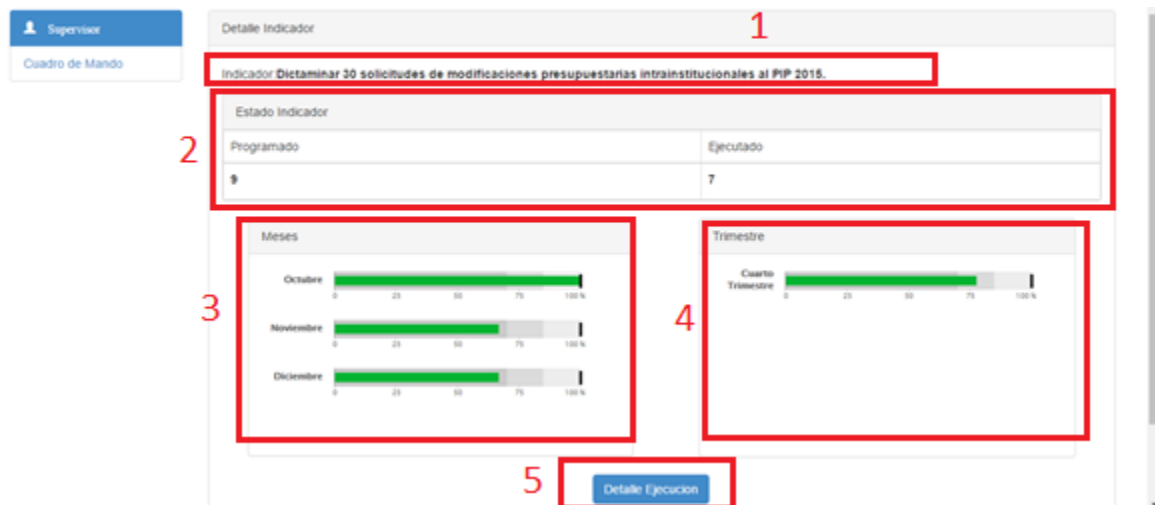 Supervisor
Cuadro de Mando
Detalle Indicador
1
Indicador:Dictaminar 30 solicitudes de modificaciones presupuestarias intrainstitucionales al PIP 2015.
2
Estado Indicador
Programado Ejecutado
9 7
3
Meses
Octubre
0 25 50 75 100 %
Noviembre
0 25 50 75 100 %
Diciembre
0 25 50 75 100 %
4
Trimestre
Cuarto
Trimestre
0 25 50 75 100 %
5
Detalle Ejecucion